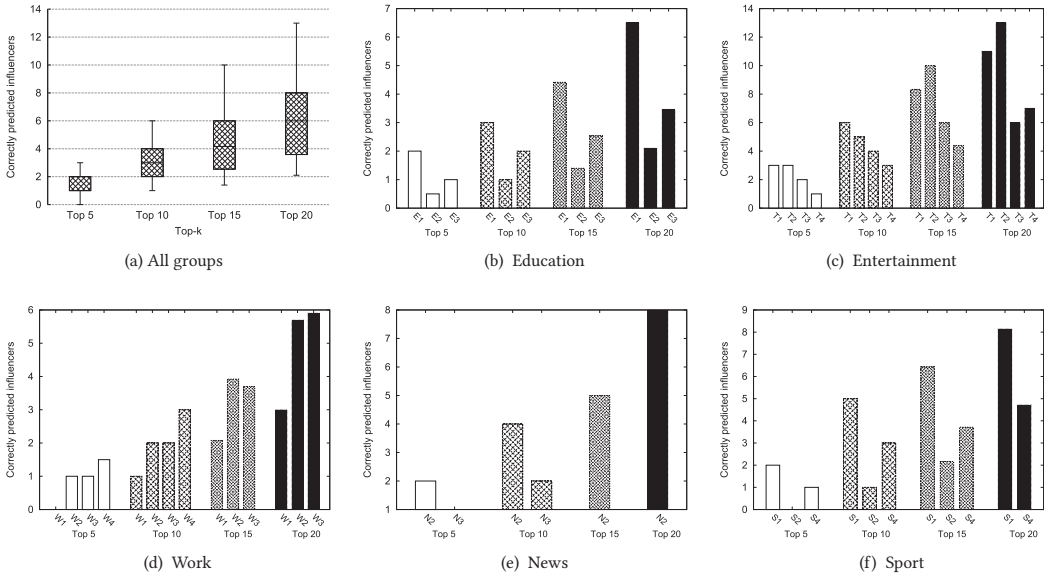 14
12
10
8
6
4
2
0
Correctly predicted influencers
Top 5 Top 10 Top 15 Top 20
Top-k
(a) All groups
7
6
5
4
3
2
1
0
Correctly predicted influencers
E1 E2 E3 E1 E2 E3 E1 E2 E3 E1 E2 E3
Top 5 Top 10 Top 15 Top 20
(b) Education
14
12
10
8
6
4
2
0
Correctly predicted influencers
T1 T2 T3 T4 T1 T2 T3 T4 T1 T2 T3 T4 T1 T2 T3 T4
Top 5 Top 10 Top 15 Top 20
(c) Entertainment
6
5
4
3
2
1
0
Correctly predicted influencers
W1 W2 W3 W4 W1 W2 W3 W4 W1 W2 W3 W1 W2 W3
Top 5 Top 10 Top 15 Top 20
(d) Work
8
7
6
5
4
3
2
1
Correctly predicted influencers
N2 N3 N2 N3 N2 N2
Top 5 Top 10 Top 15 Top 20
(e) News
9
8
7
6
5
4
3
2
1
0
Correctly predicted influencers
S1 S2 S4 S1 S2 S4 S1 S2 S4 S1 S4
Top 5 Top 10 Top 15 Top 20
(f) Sport